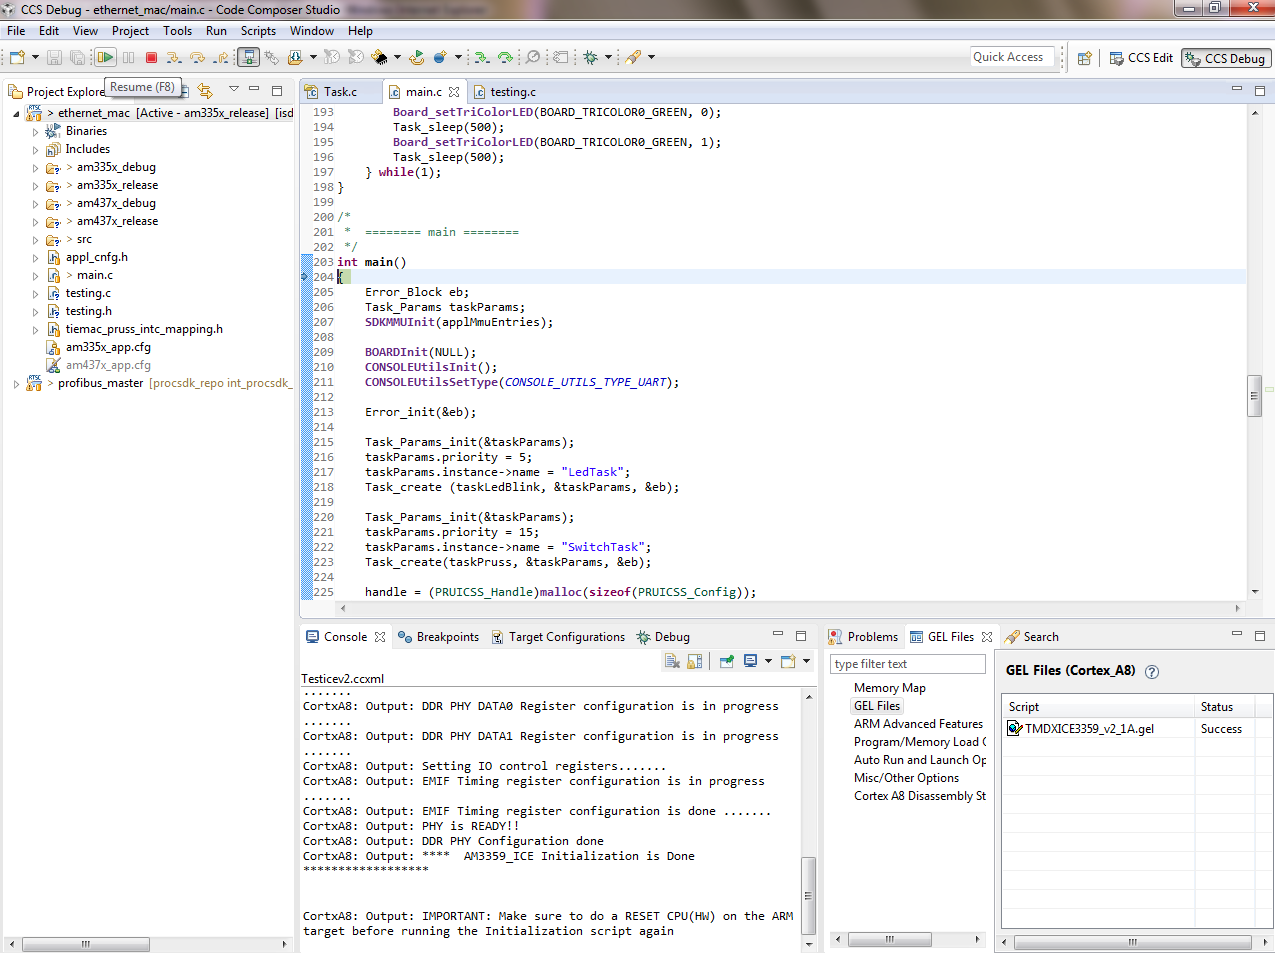 CCS Debug - ethernet_mac/main.c - Code Composer Studio
File Edit View Project Tools Run Scripts Window Help
Quick Access
CCS Edit
CCS Debug
Project Explore
Resume (F8)
> ethernet_mac [Active - am335x_release] [isd
Binaries
Includes
> am335x_debug
> am335x_release
> am437x_debug
> am437x_release
> src
appl_cnfg.h
> main.c
testing.c
testing.h
tiemac_pruss_intc_mapping.h
am335x_app.cfg
am437x_app.cfg
> profibus_master [procsdk_repo int_procsdk_
Task.c
main.c
testing.c
193 Board_setTriColorLED(BOARD_TRICOLOR0_GREEN, 0);
194 Task_sleep(500);
195 Board_setTriColorLED(BOARD_TRICOLOR0_GREEN, 1);
196 Task_sleep(500);
197 } while(1);
198 }
199
200 /*
201 * ======== main ========
202 */
203 int main()
204 {
205 Error_Block eb;
206 Task_Params taskParams;
207 SDKMMUInit(applMmuEntries);
208
209 BOARDInit(NULL);
210 CONSOLEUtilsInit();
211 CONSOLEUtilsSetType(CONSOLE_UTILS_TYPE_UART);
212
213 Error_init(&eb);
214
215 Task_Params_init(&taskParams);
216 taskParams.priority = 5;
217 taskParams.instance->name = "LedTask";
218 Task_create (taskLedBlink, &taskParams, &eb);
219
220 Task_Params_init(&taskParams);
221 taskParams.priority = 15;
222 taskParams.instance->name = "SwitchTask";
223 Task_create(taskPruss, &taskParams, &eb);
224
225 handle = (PRUICSS_Handle)malloc(sizeof(PRUICSS_Config));
Console
Breakpoints
Target Configurations
Debug
Testicev2.ccxml
.......
CortxA8: Output: DDR PHY DATA0 Register configuration is in progress
.......
CortxA8: Output: DDR PHY DATA1 Register configuration is in progress
.......
CortxA8: Output: Setting IO control registers.......
CortxA8: Output: EMIF Timing register configuration is in progress
.......
CortxA8: Output: EMIF Timing register configuration is done .......
CortxA8: Output: PHY is READY!!
CortxA8: Output: DDR PHY Configuration done
CortxA8: Output: **** AM3359_ICE Initialization is Done
******************
CortxA8: Output: IMPORTANT: Make sure to do a RESET CPU(HW) on the ARM
target before running the Initialization script again
Problems
GEL Files
Search
type filter text
Memory Map
GEL Files
ARM Advanced Features
Program/Memory Load C
Auto Run and Launch Op
Misc/Other Options
Cortex A8 Disassembly St
GEL Files (Cortex_A8)
Script Status
TMDXICE3359_v2_1A.gel Success